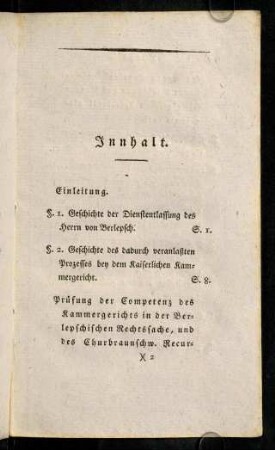 Innhalt.
Einleitung.
§. 1. Geschichte der Dienstentlassung des
Herrn von Berlepsch. S. 1.
§. 2. Geschichte des dadurch veranlaßten
Prozesses bey dem Kaiserlichen Kam-
mergericht. S. 8.
Prüfung der Competenz des
Kammergerichts in der Ber-
lepschischen Rechtssache, und
des Churbraunschw. Recur-
X 2